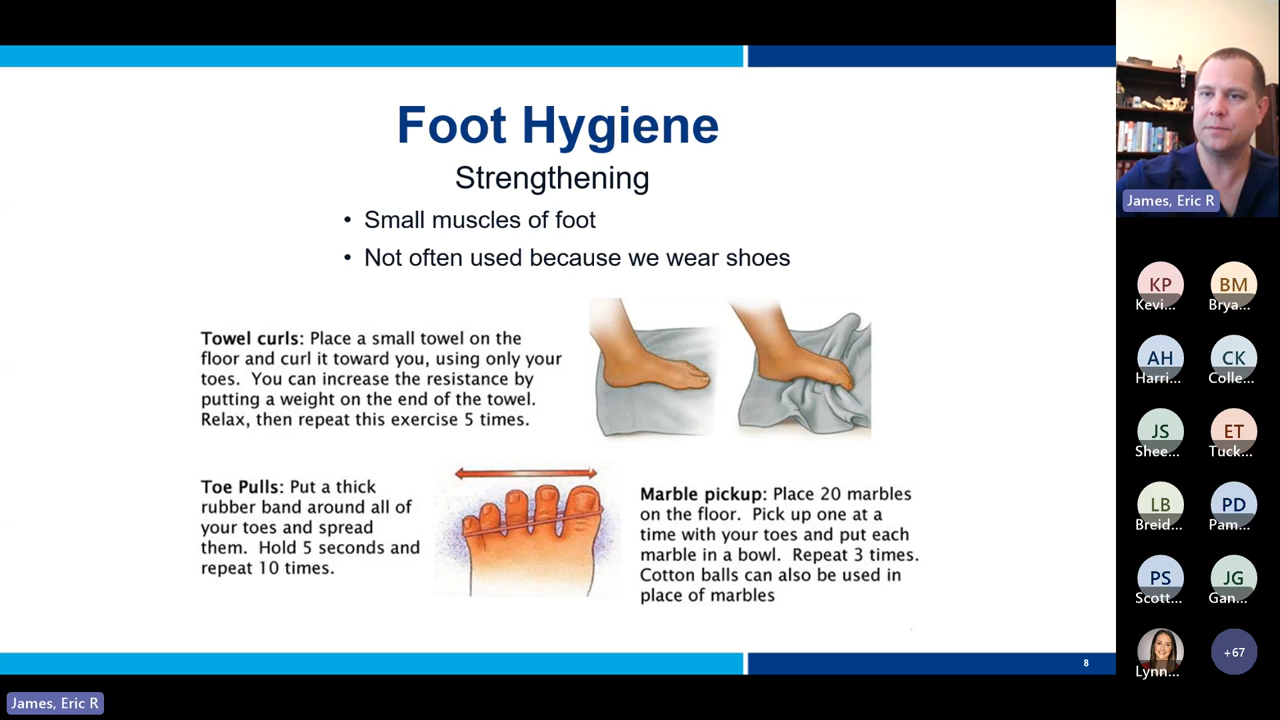 Foot Hygiene
Strengthening
• Small muscles of foot
• Not often used because we wear shoes
Towel curls: Place a small towel on the
floor and curl it toward you, using only your
toes. You can increase the resistance by
putting a weight on the end of the towel.
Relax, then repeat this exercise 5 times.
Toe Pulls: Put a thick
rubber band around all of
your toes and spread
them. Hold 5 seconds and
repeat 10 times.
Marble pickup: Place 20 marbles
on the floor. Pick up one at a
time with your toes and put each
marble in a bowl. Repeat 3 times.
Cotton balls can also be used in
place of marbles
8
James, Eric R
James, Eric R
KP
Kevi...
BM
Brya...
AH
Harri...
CK
Colle...
JS
Shee...
ET
Tuck...
LB
Breid...
PD
Pam...
PS
Scott...
JG
Gan...
Lynn...
+67